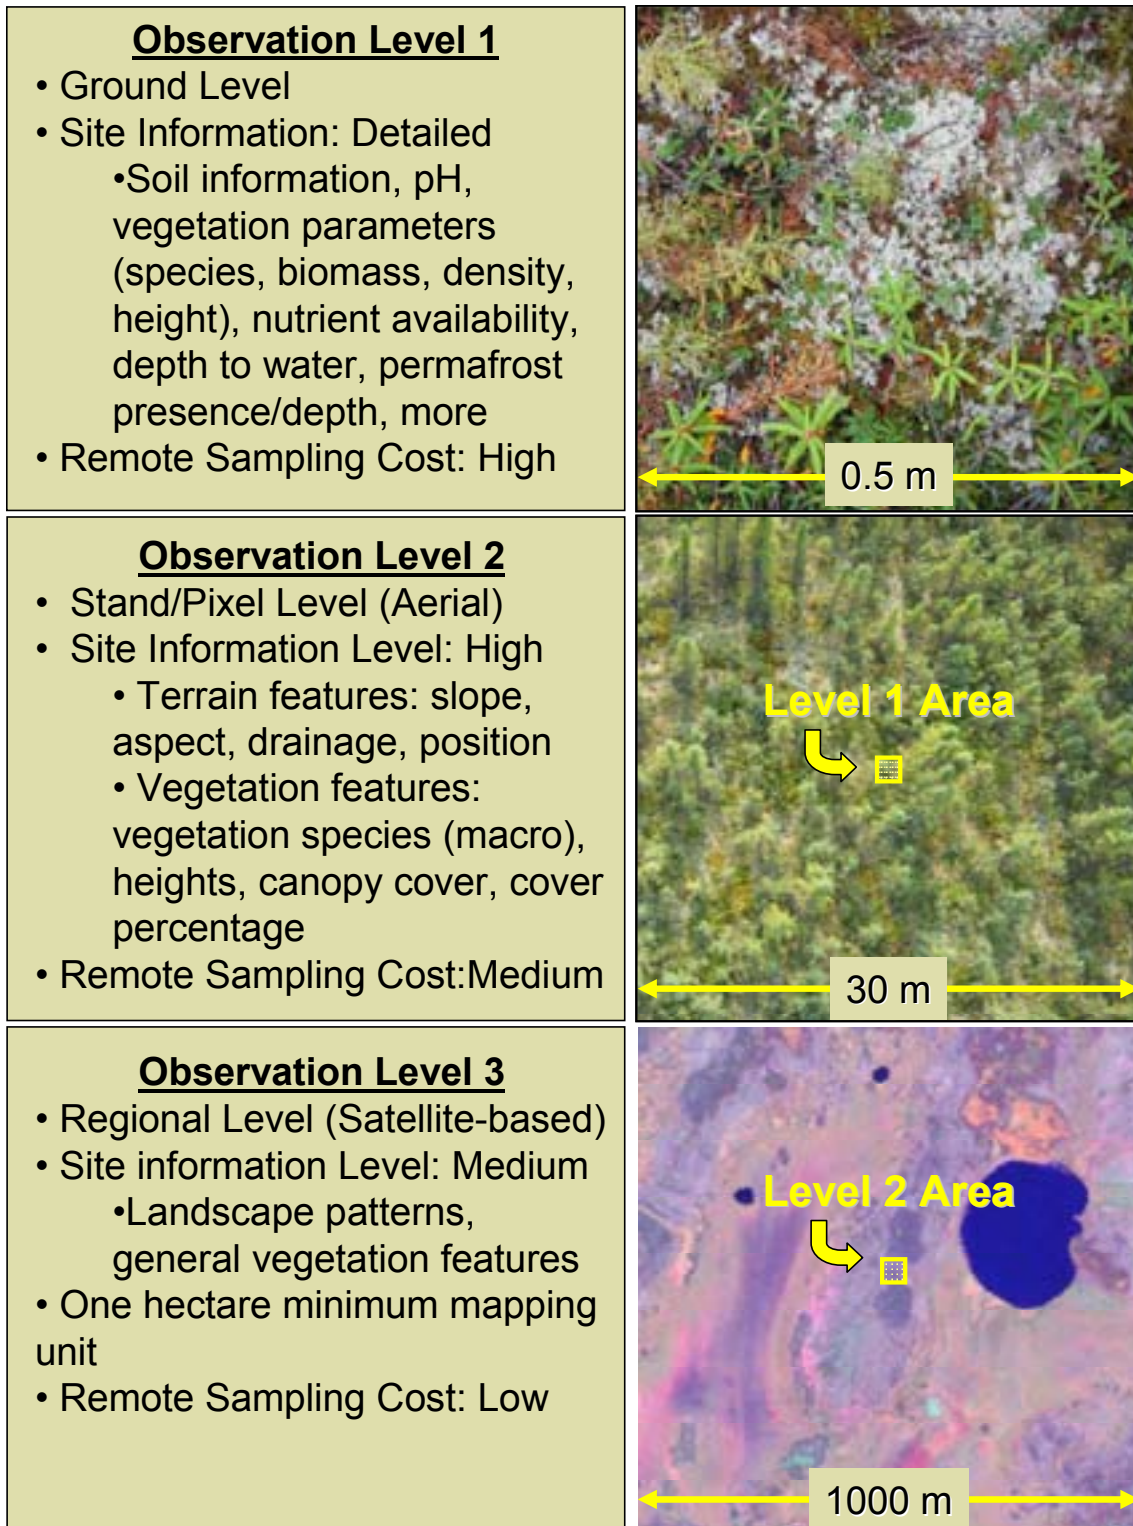 Observation Level 1
• Ground Level
• Site Information: Detailed
•Soil information, pH,
vegetation parameters
(species, biomass, density,
height), nutrient availability,
depth to water, permafrost
presence/depth, more
• Remote Sampling Cost: High
0.5 m
Observation Level 2
• Stand/Pixel Level (Aerial)
• Site Information Level: High
• Terrain features: slope,
aspect, drainage, position
• Vegetation features:
vegetation species (macro),
heights, canopy cover, cover
percentage
• Remote Sampling Cost:Medium
Level 1 Area
30 m
Observation Level 3
• Regional Level (Satellite-based)
• Site information Level: Medium
•Landscape patterns,
general vegetation features
• One hectare minimum mapping
unit
• Remote Sampling Cost: Low
Level 2 Area
1000 m